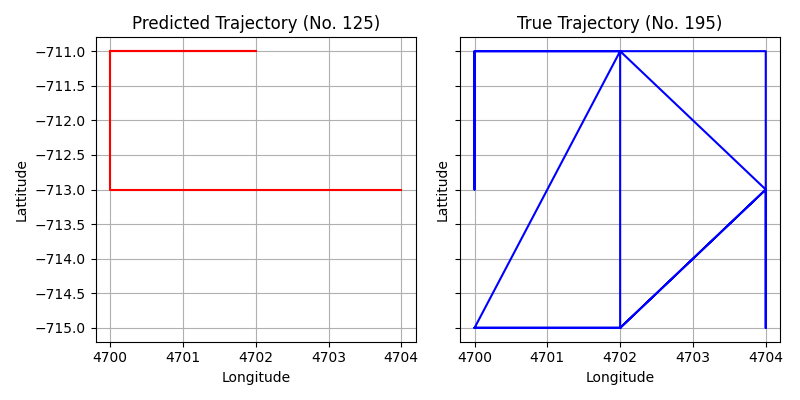 Predicted Trajectory (No. 125)
Lattitude
−711.0
−711.5
−712.0
−712.5
−713.0
−713.5
−714.0
−714.5
−715.0
4700 4701 4702 4703 4704
Longitude
True Trajectory (No. 195)
Lattitude
4700 4701 4702 4703 4704
Longitude